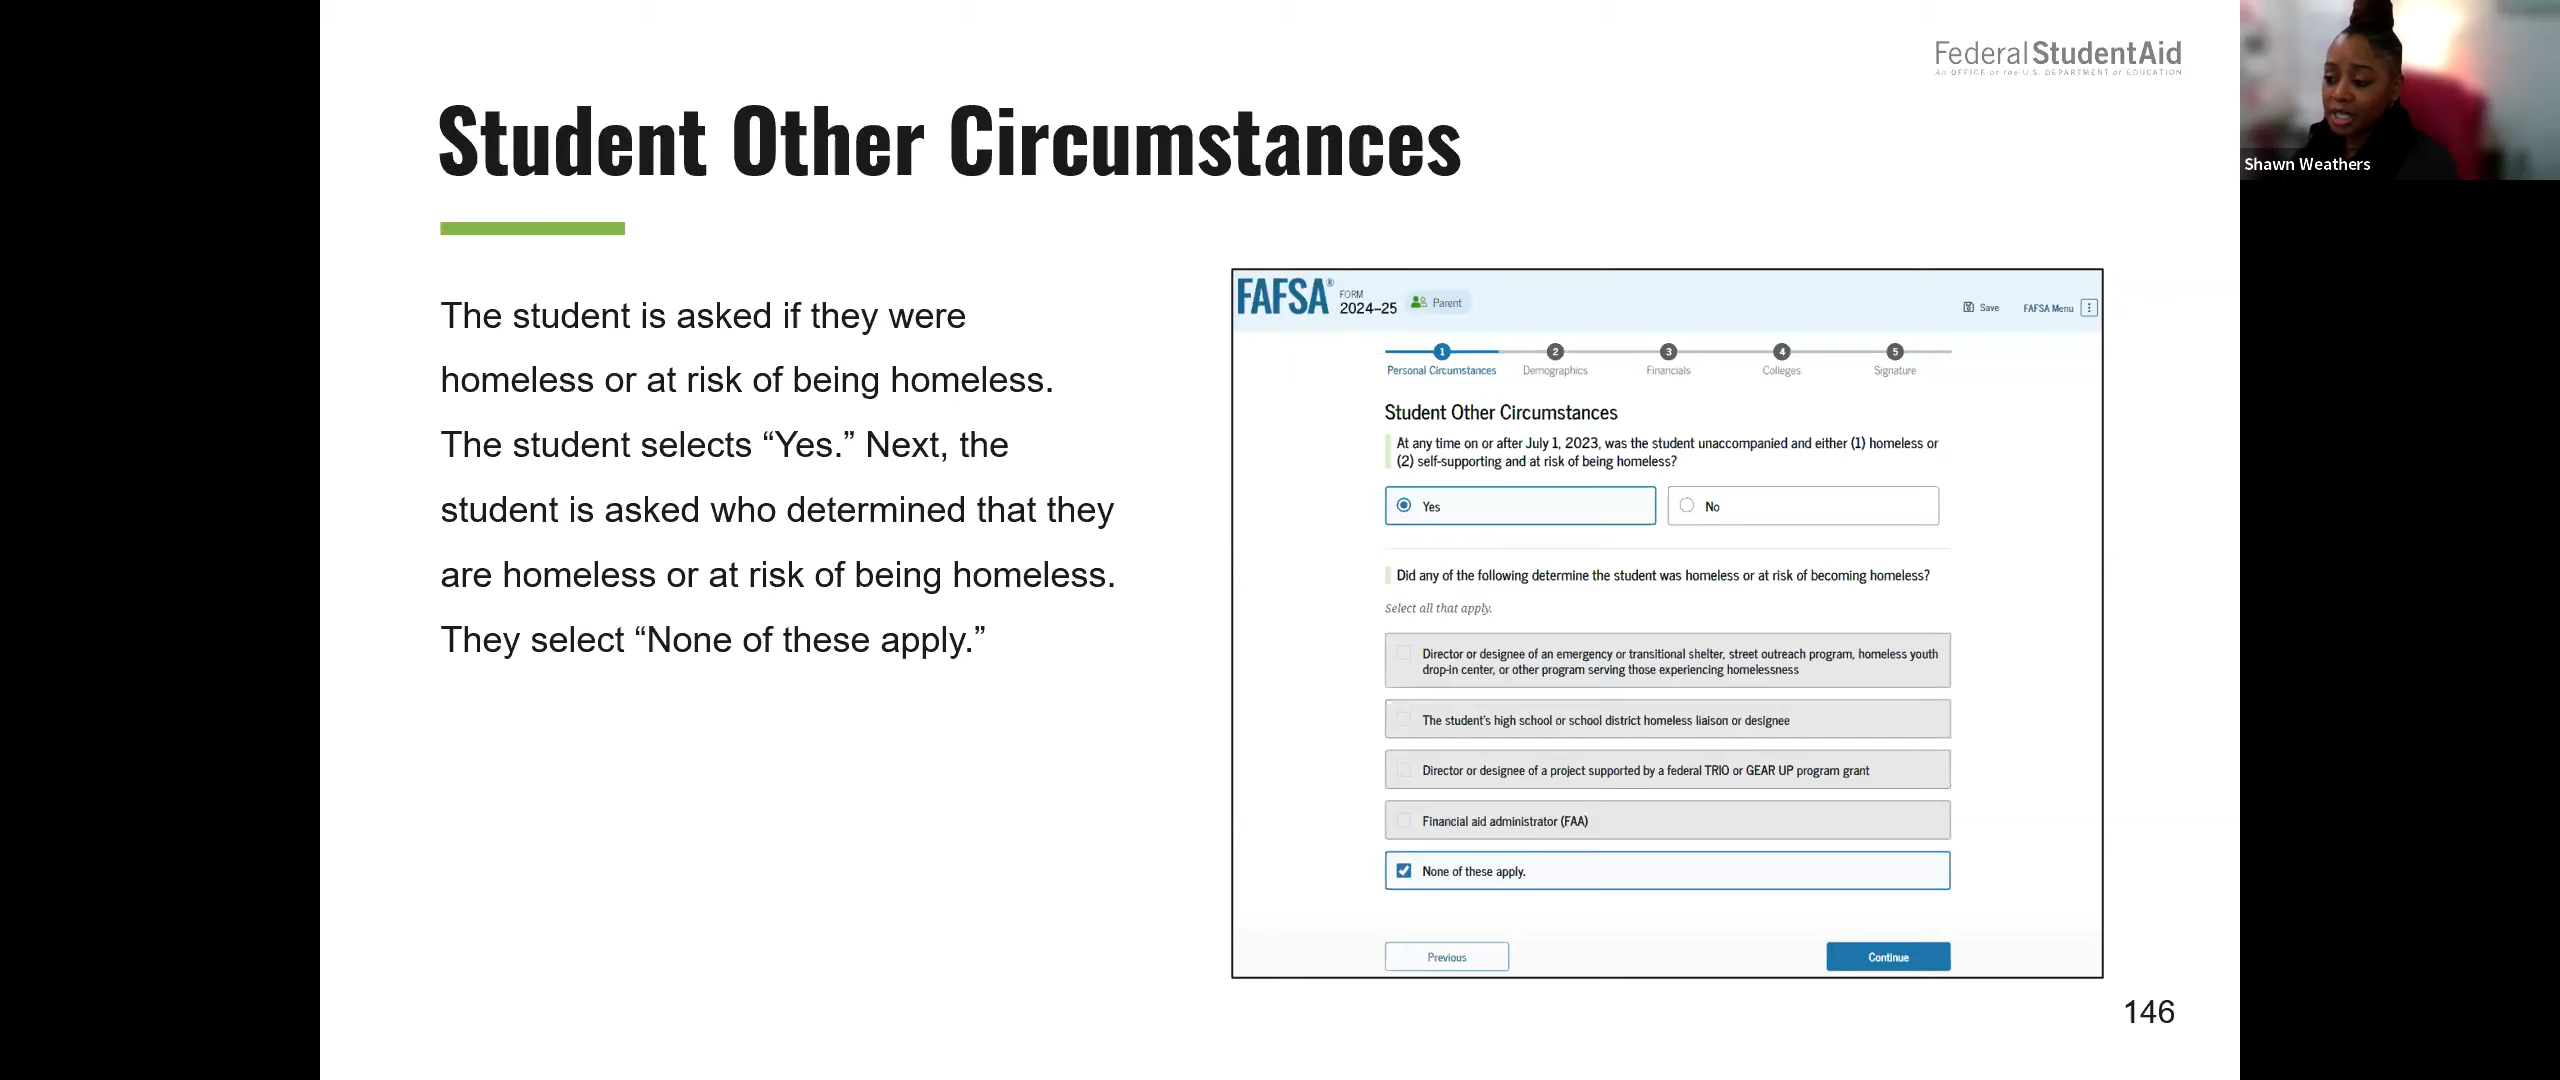 Federal StudentAid
An OFFICE of the U.S. DEPARTMENT of EDUCATION
Shawn Weathers
Student Other Circumstances
The student is asked if they were
homeless or at risk of being homeless.
The student selects “Yes.” Next, the
student is asked who determined that they
are homeless or at risk of being homeless.
They select “None of these apply.”
FAFSA®
FORM
2024–25
Parent
Save
FAFSA Menu
1
2
3
4
5
Personal Circumstances
Demographics
Financials
Colleges
Signature
Student Other Circumstances
At any time on or after July 1, 2023, was the student unaccompanied and either (1) homeless or
(2) self-supporting and at risk of being homeless?
Yes
No
Did any of the following determine the student was homeless or at risk of becoming homeless?
Select all that apply.
Director or designee of an emergency or transitional shelter, street outreach program, homeless youth
drop-in center, or other program serving those experiencing homelessness
The student's high school or school district homeless liaison or designee
Director or designee of a project supported by a federal TRIO or GEAR UP program grant
Financial aid administrator (FAA)
None of these apply.
Previous
Continue
146